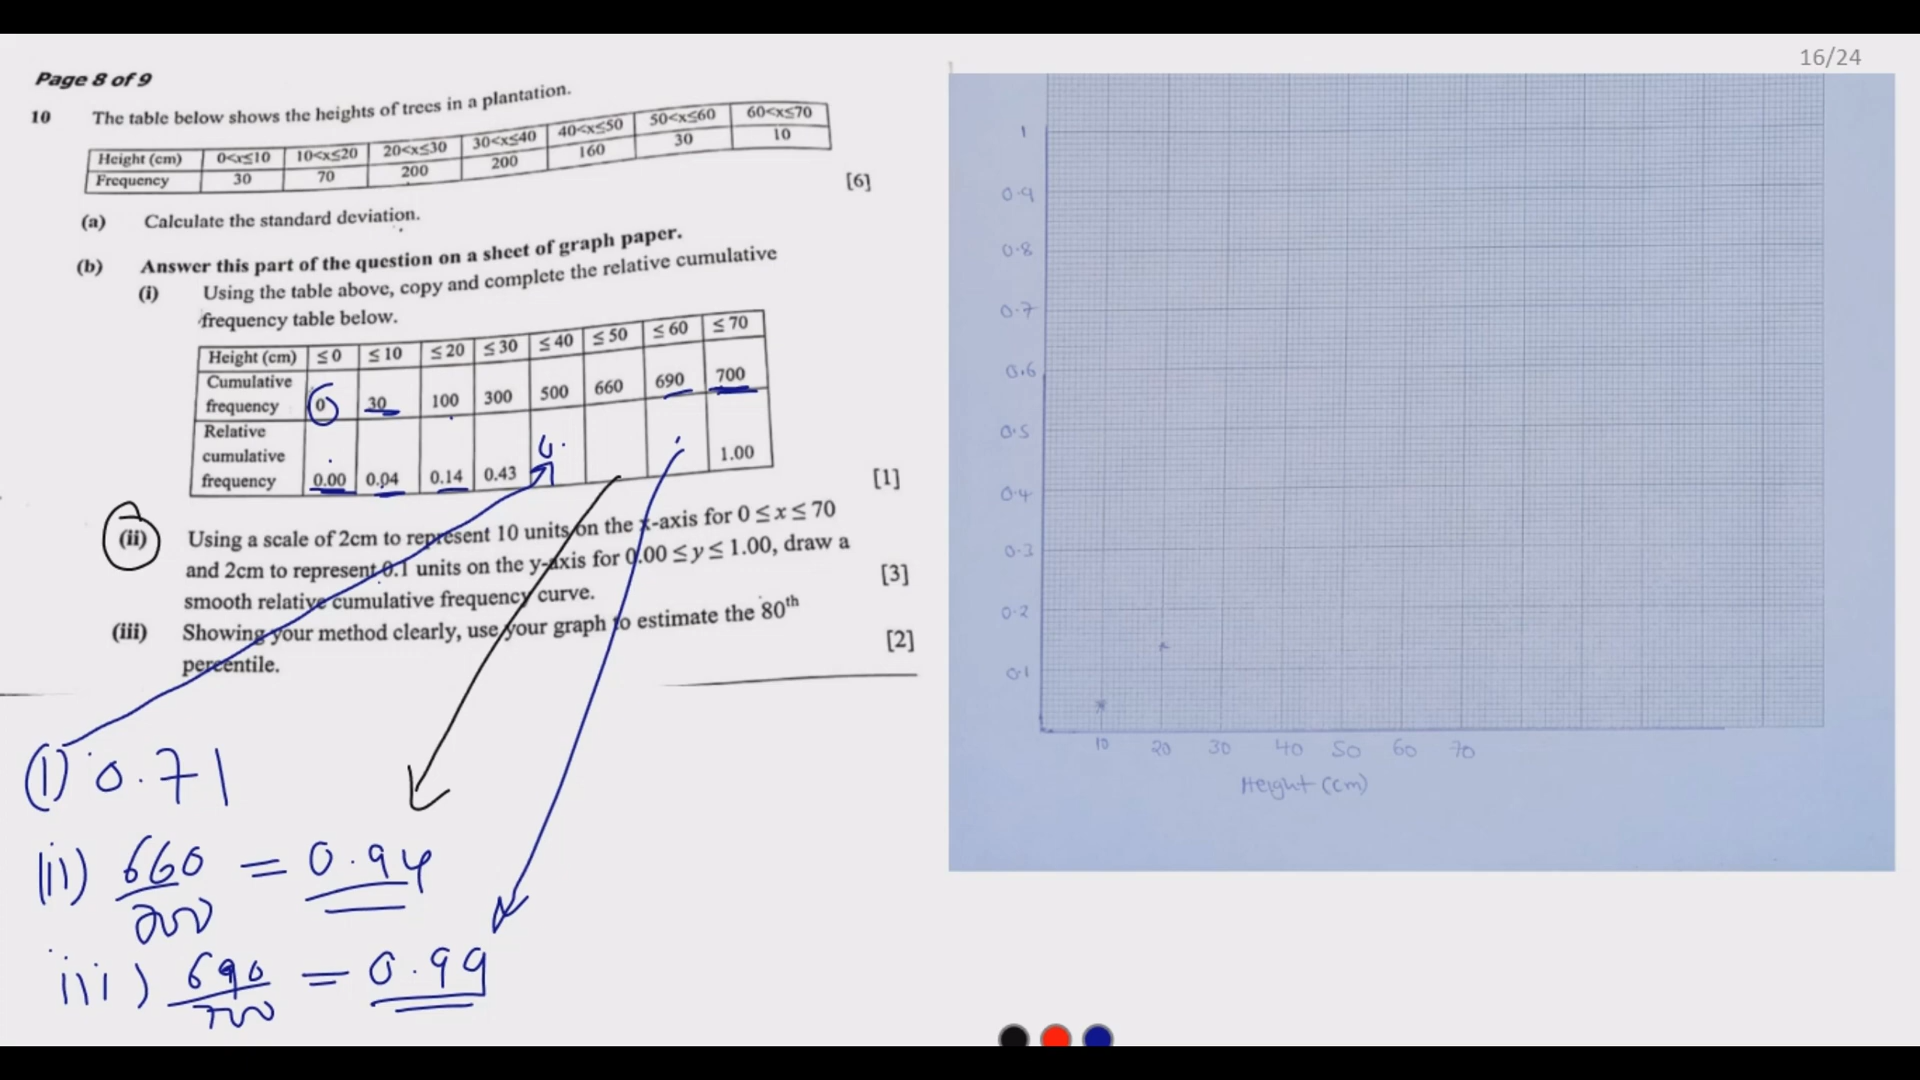 16/24
Page 8 of 9
10 The table below shows the heights of trees in a plantation.
Height (cm) 0<x≤10 10<x≤20 20<x≤30 30<x≤40 40<x≤50 50<x≤60 60<x≤70
Frequency 30 70 200 200 160 30 10
(a) Calculate the standard deviation. [6]
(b) Answer this part of the question on a sheet of graph paper.
(i) Using the table above, copy and complete the relative cumulative
frequency table below.
Height (cm) ≤ 0 ≤ 10 ≤ 20 ≤ 30 ≤ 40 ≤ 50 ≤ 60 ≤ 70
Cumulative
frequency 0 30 100 300 500 660 690 700
Relative
cumulative
frequency 0.00 0.04 0.14 0.43 1.00
[1]
(ii) Using a scale of 2cm to represent 10 units on the x-axis for 0 ≤ x ≤ 70
and 2cm to represent 0.1 units on the y-axis for 0.00 ≤ y ≤ 1.00, draw a
smooth relative cumulative frequency curve. [3]
(iii) Showing your method clearly, use your graph to estimate the 80th
percentile. [2]
(i) 0.71
(ii) 660/700 = 0.94
iii) 690/700 = 0.99
1
0.9
0.8
0.7
0.6
0.5
0.4
0.3
0.2
0.1
10 20 30 40 50 60 70
Height (cm)